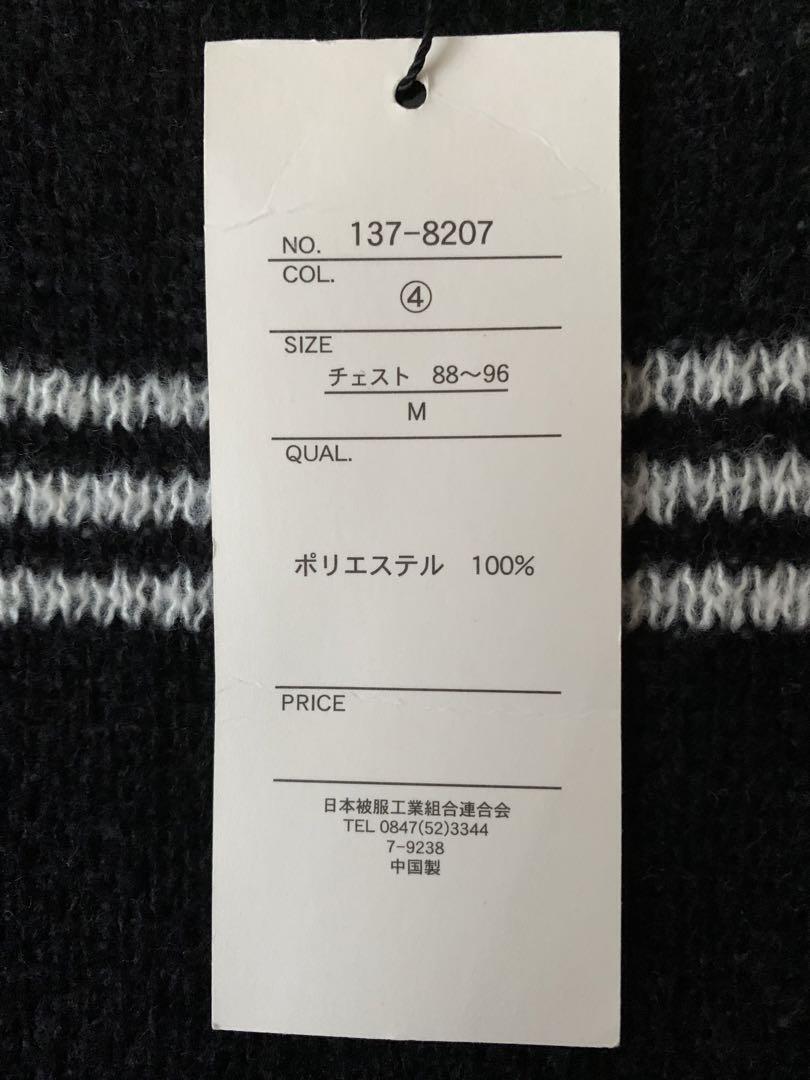 NO. 137-8207
COL.
④
SIZE
チェスト 88～96
M
QUAL.
ポリエステル 100%
PRICE
日本被服工業組合連合会
TEL 0847(52)3344
7-9238
中国製